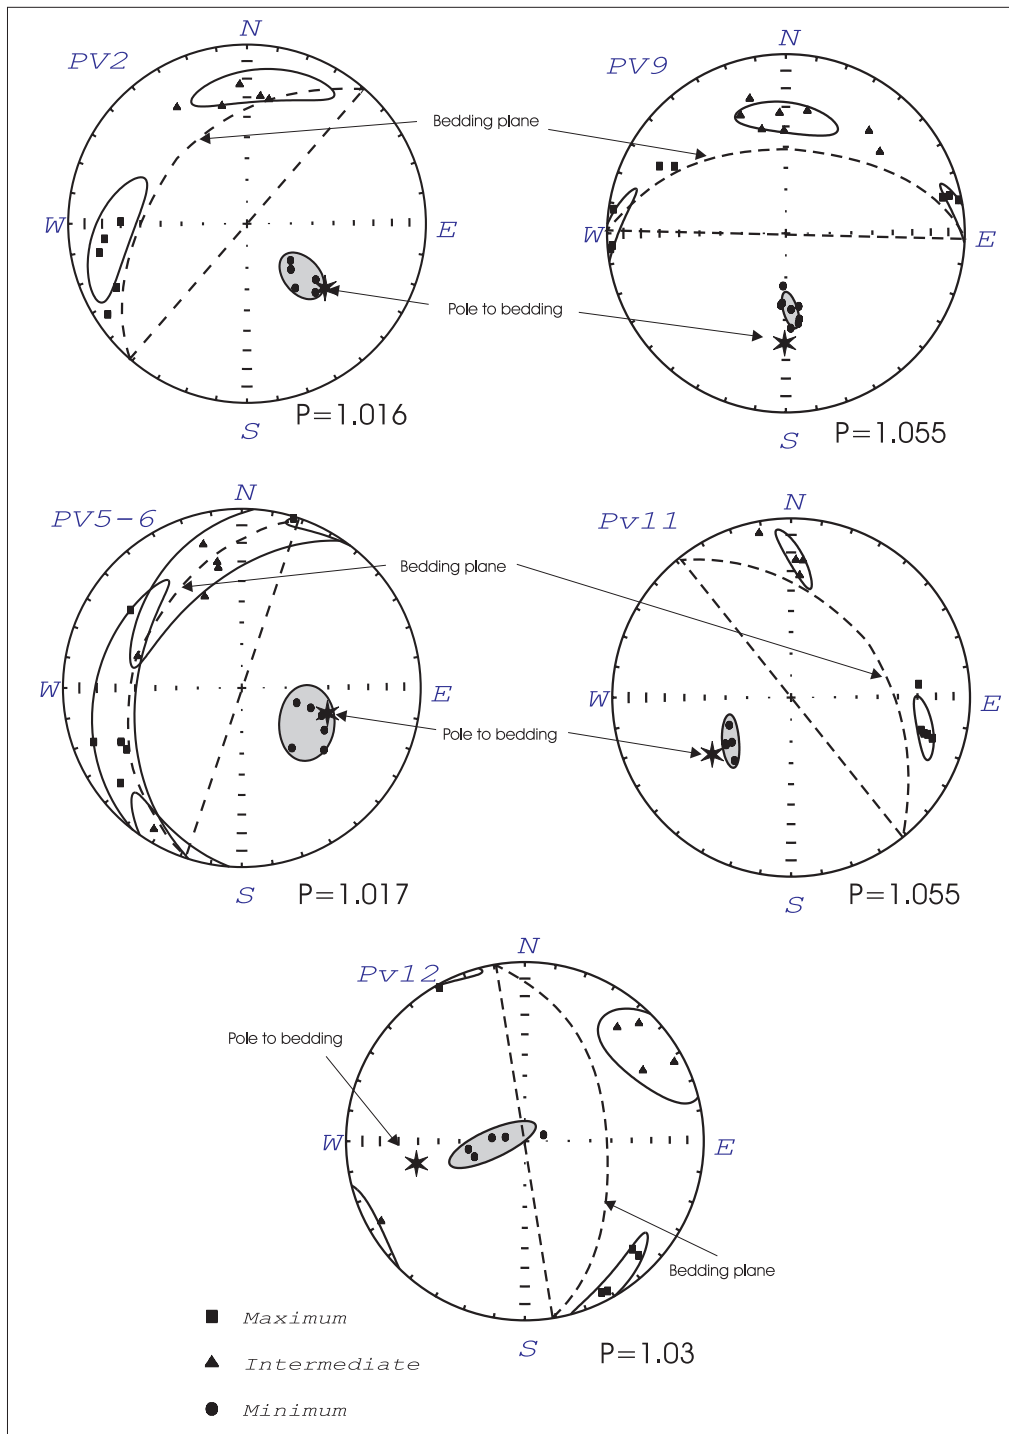 N
PV2
W
E
S
P=1.016
N
PV9
W
E
S
P=1.055
Bedding plane
Pole to bedding
N
PV5-6
W
E
S
P=1.017
N
Pv11
W
E
S
P=1.055
Bedding plane
Pole to bedding
N
Pv12
Pole to bedding
W
E
Bedding plane
S
P=1.03
Maximum
Intermediate
Minimum